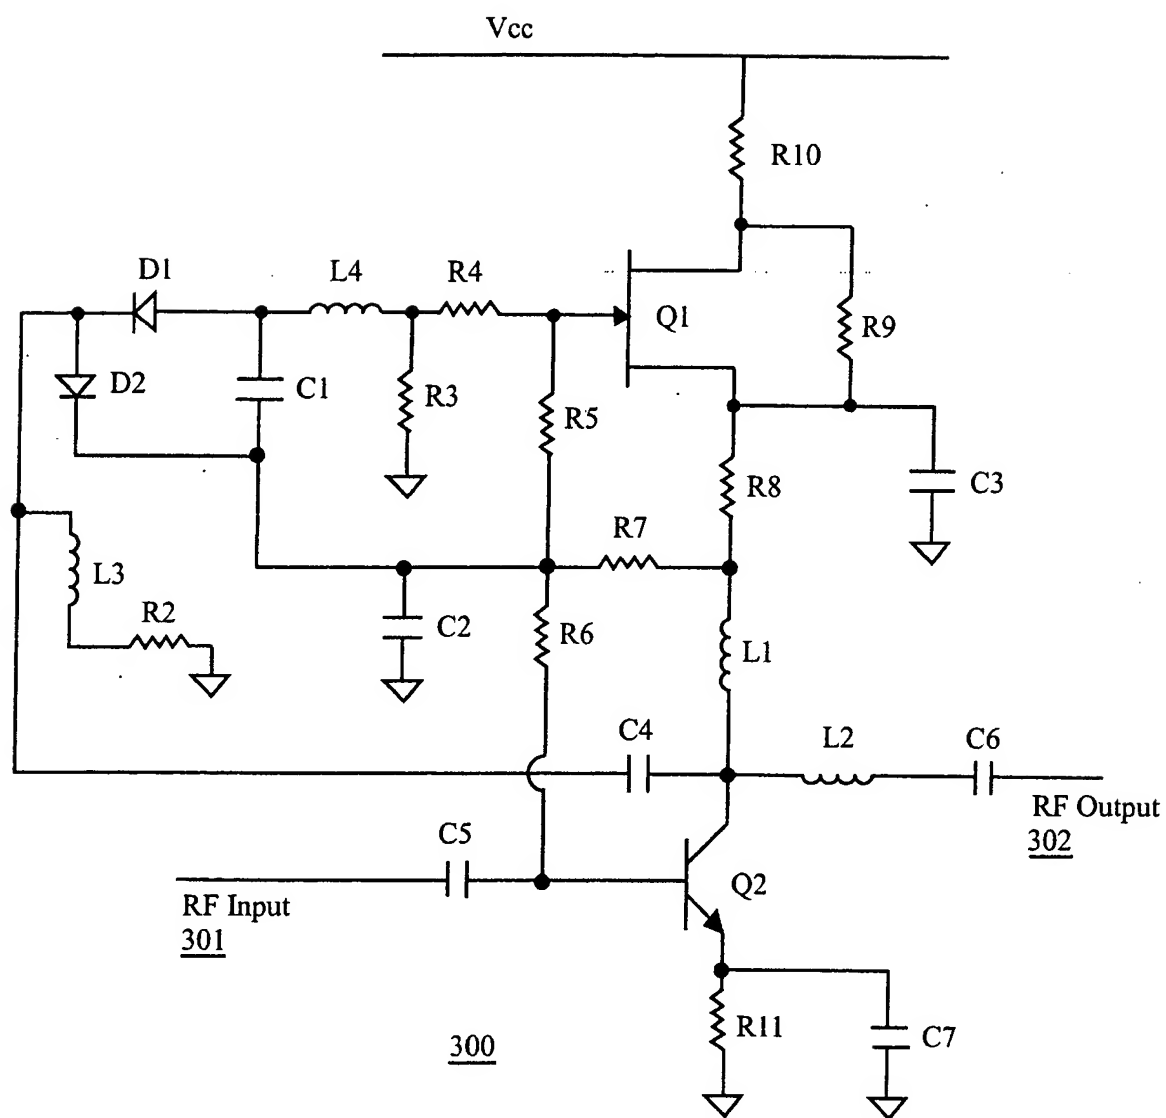 Vcc
R10
D1
L4
R4
Q1
R9
D2
C1
R3
R5
R8
C3
R7
L3
R2
C2
R6
L1
C4
L2
C6
RF Output
302
C5
Q2
RF Input
301
R11
C7
300